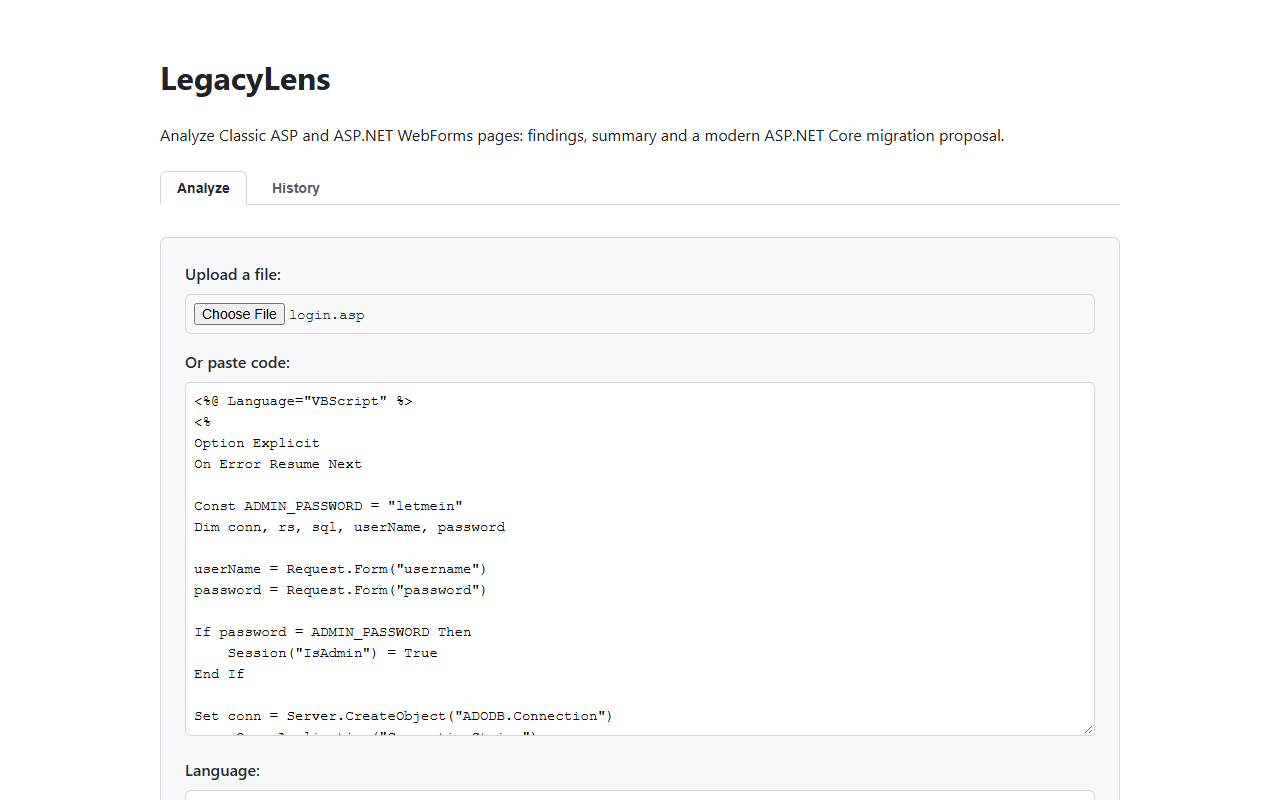 LegacyLens
Analyze Classic ASP and ASP.NET WebForms pages: findings, summary and a modern ASP.NET Core migration proposal.
Analyze
History
Upload a file:
Choose File login.asp
Or paste code:
<%@ Language="VBScript" %>
<%
Option Explicit
On Error Resume Next
Const ADMIN_PASSWORD = "letmein"
Dim conn, rs, sql, userName, password
userName = Request.Form("username")
password = Request.Form("password")
If password = ADMIN_PASSWORD Then
    Session("IsAdmin") = True
End If
Set conn = Server.CreateObject("ADODB.Connection")
Language: